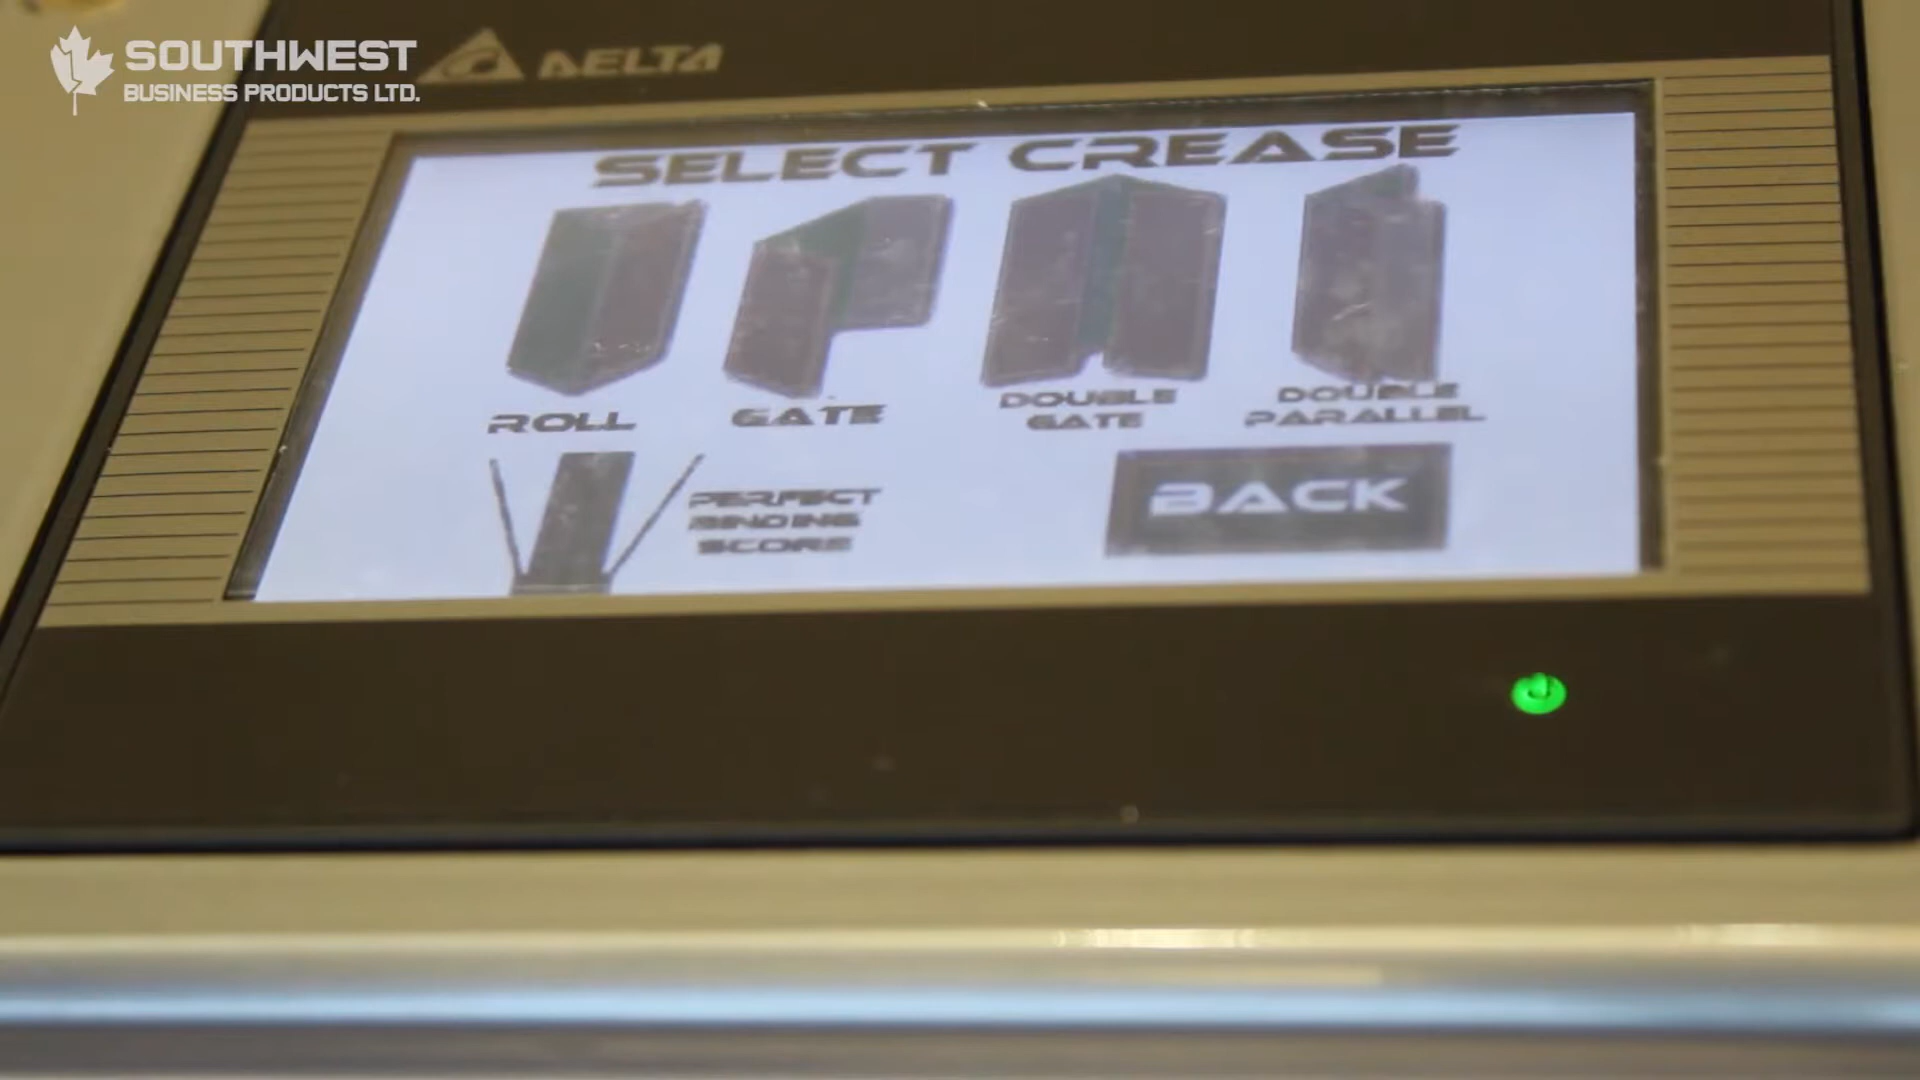 SOUTHWEST
BUSINESS PRODUCTS LTD.
DELTA
SELECT CREASE
ROLL
GATE
DOUBLE
GATE
DOUBLE
PARALLEL
PERFECT
BINDING
SCORE
BACK